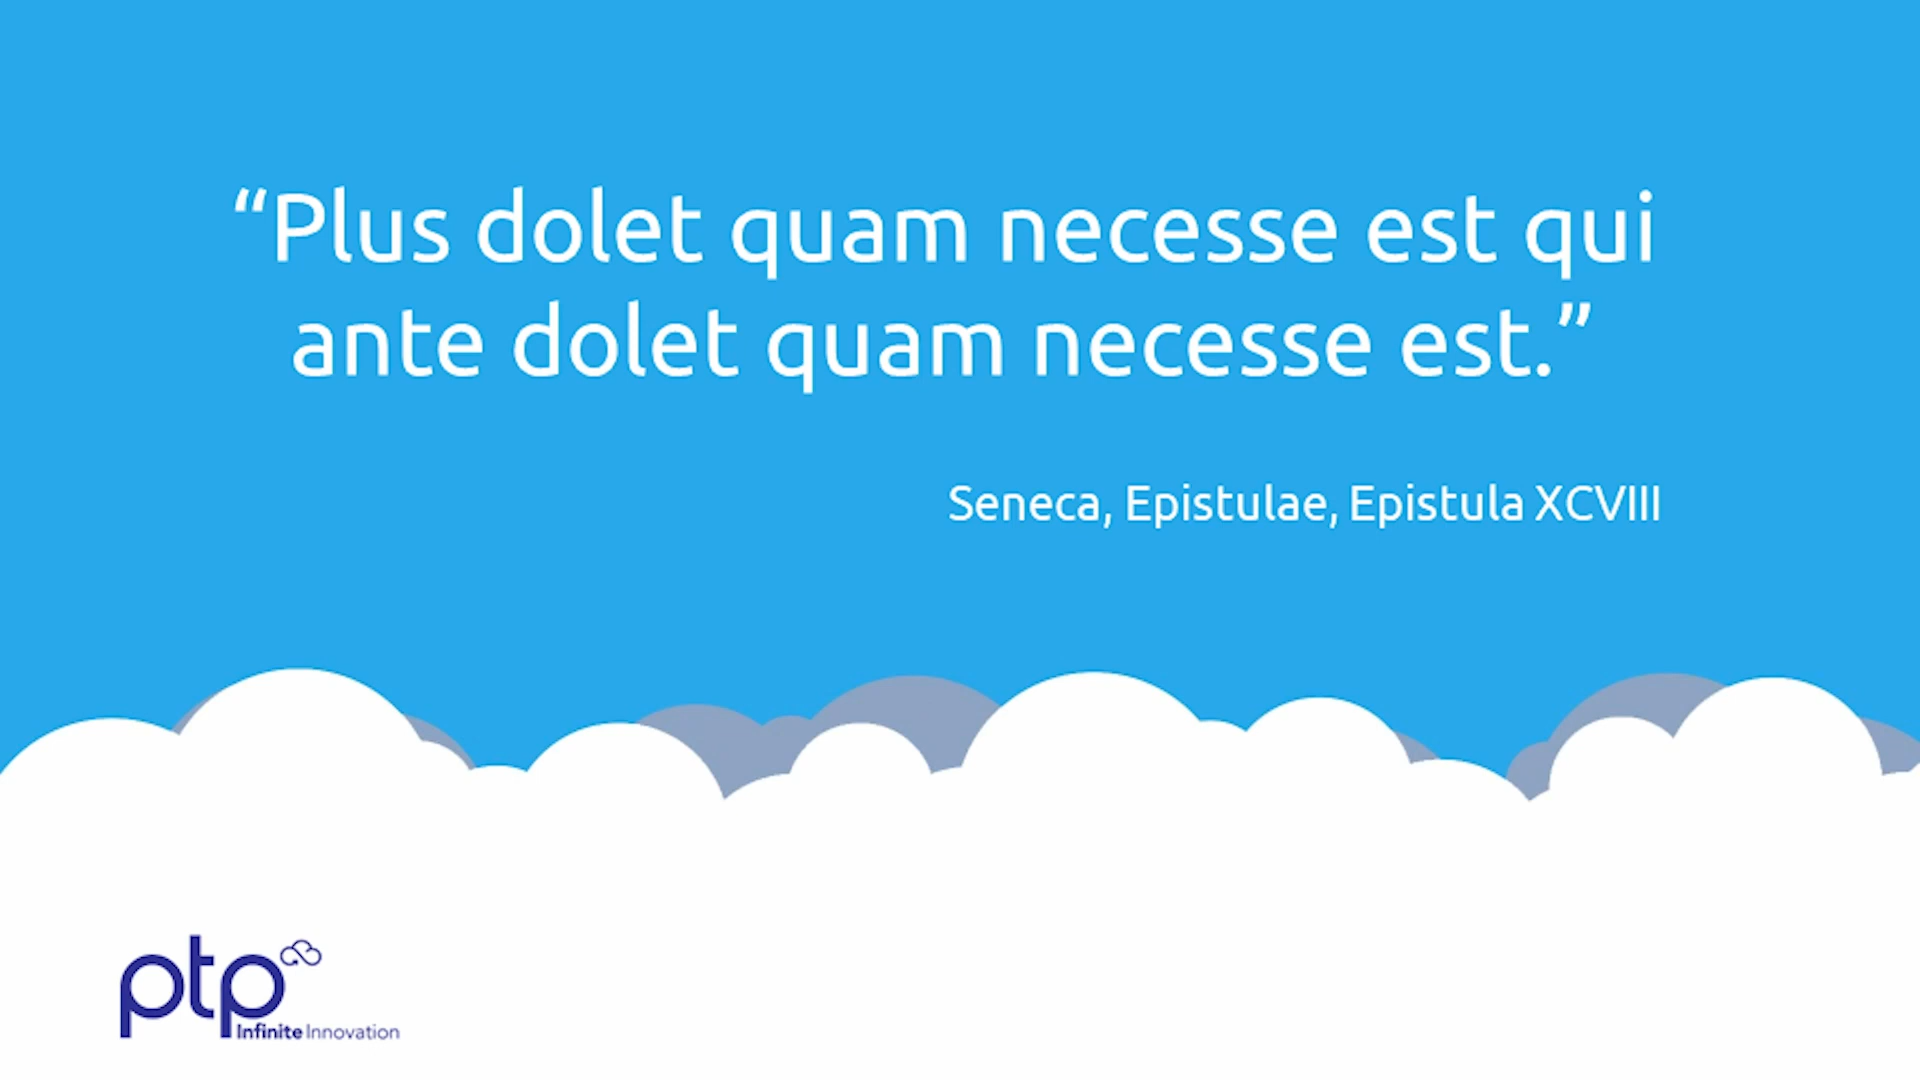 “Plus dolet quam necesse est qui
ante dolet quam necesse est.”
Seneca, Epistulae, Epistula XCVIII
ptp
Infinite Innovation